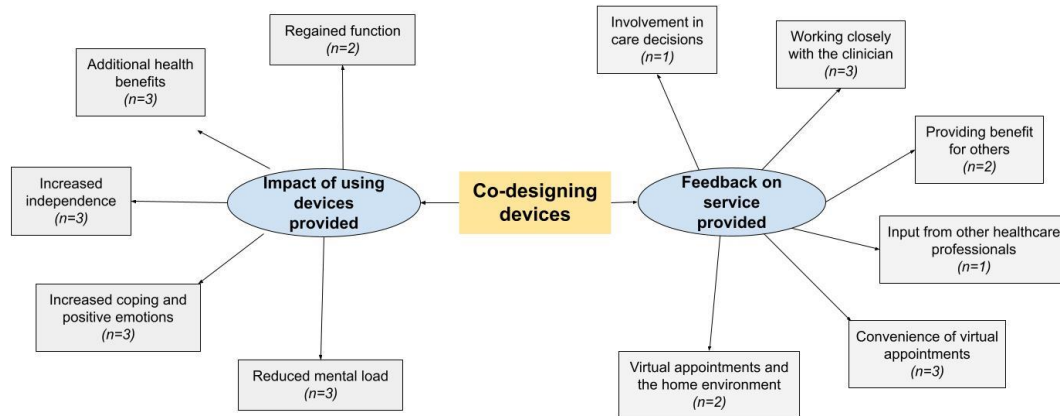 Regained function
(n=2)
Additional health
benefits
(n=3)
Increased
independence
(n=3)
Increased coping and
positive emotions
(n=3)
Reduced mental load
(n=3)
Impact of using
devices
provided
Co-designing
devices
Feedback on
service
provided
Involvement in
care decisions
(n=1)
Working closely
with the clinician
(n=3)
Providing benefit
for others
(n=2)
Input from other healthcare
professionals
(n=1)
Convenience of virtual
appointments
(n=3)
Virtual appointments and
the home environment
(n=2)